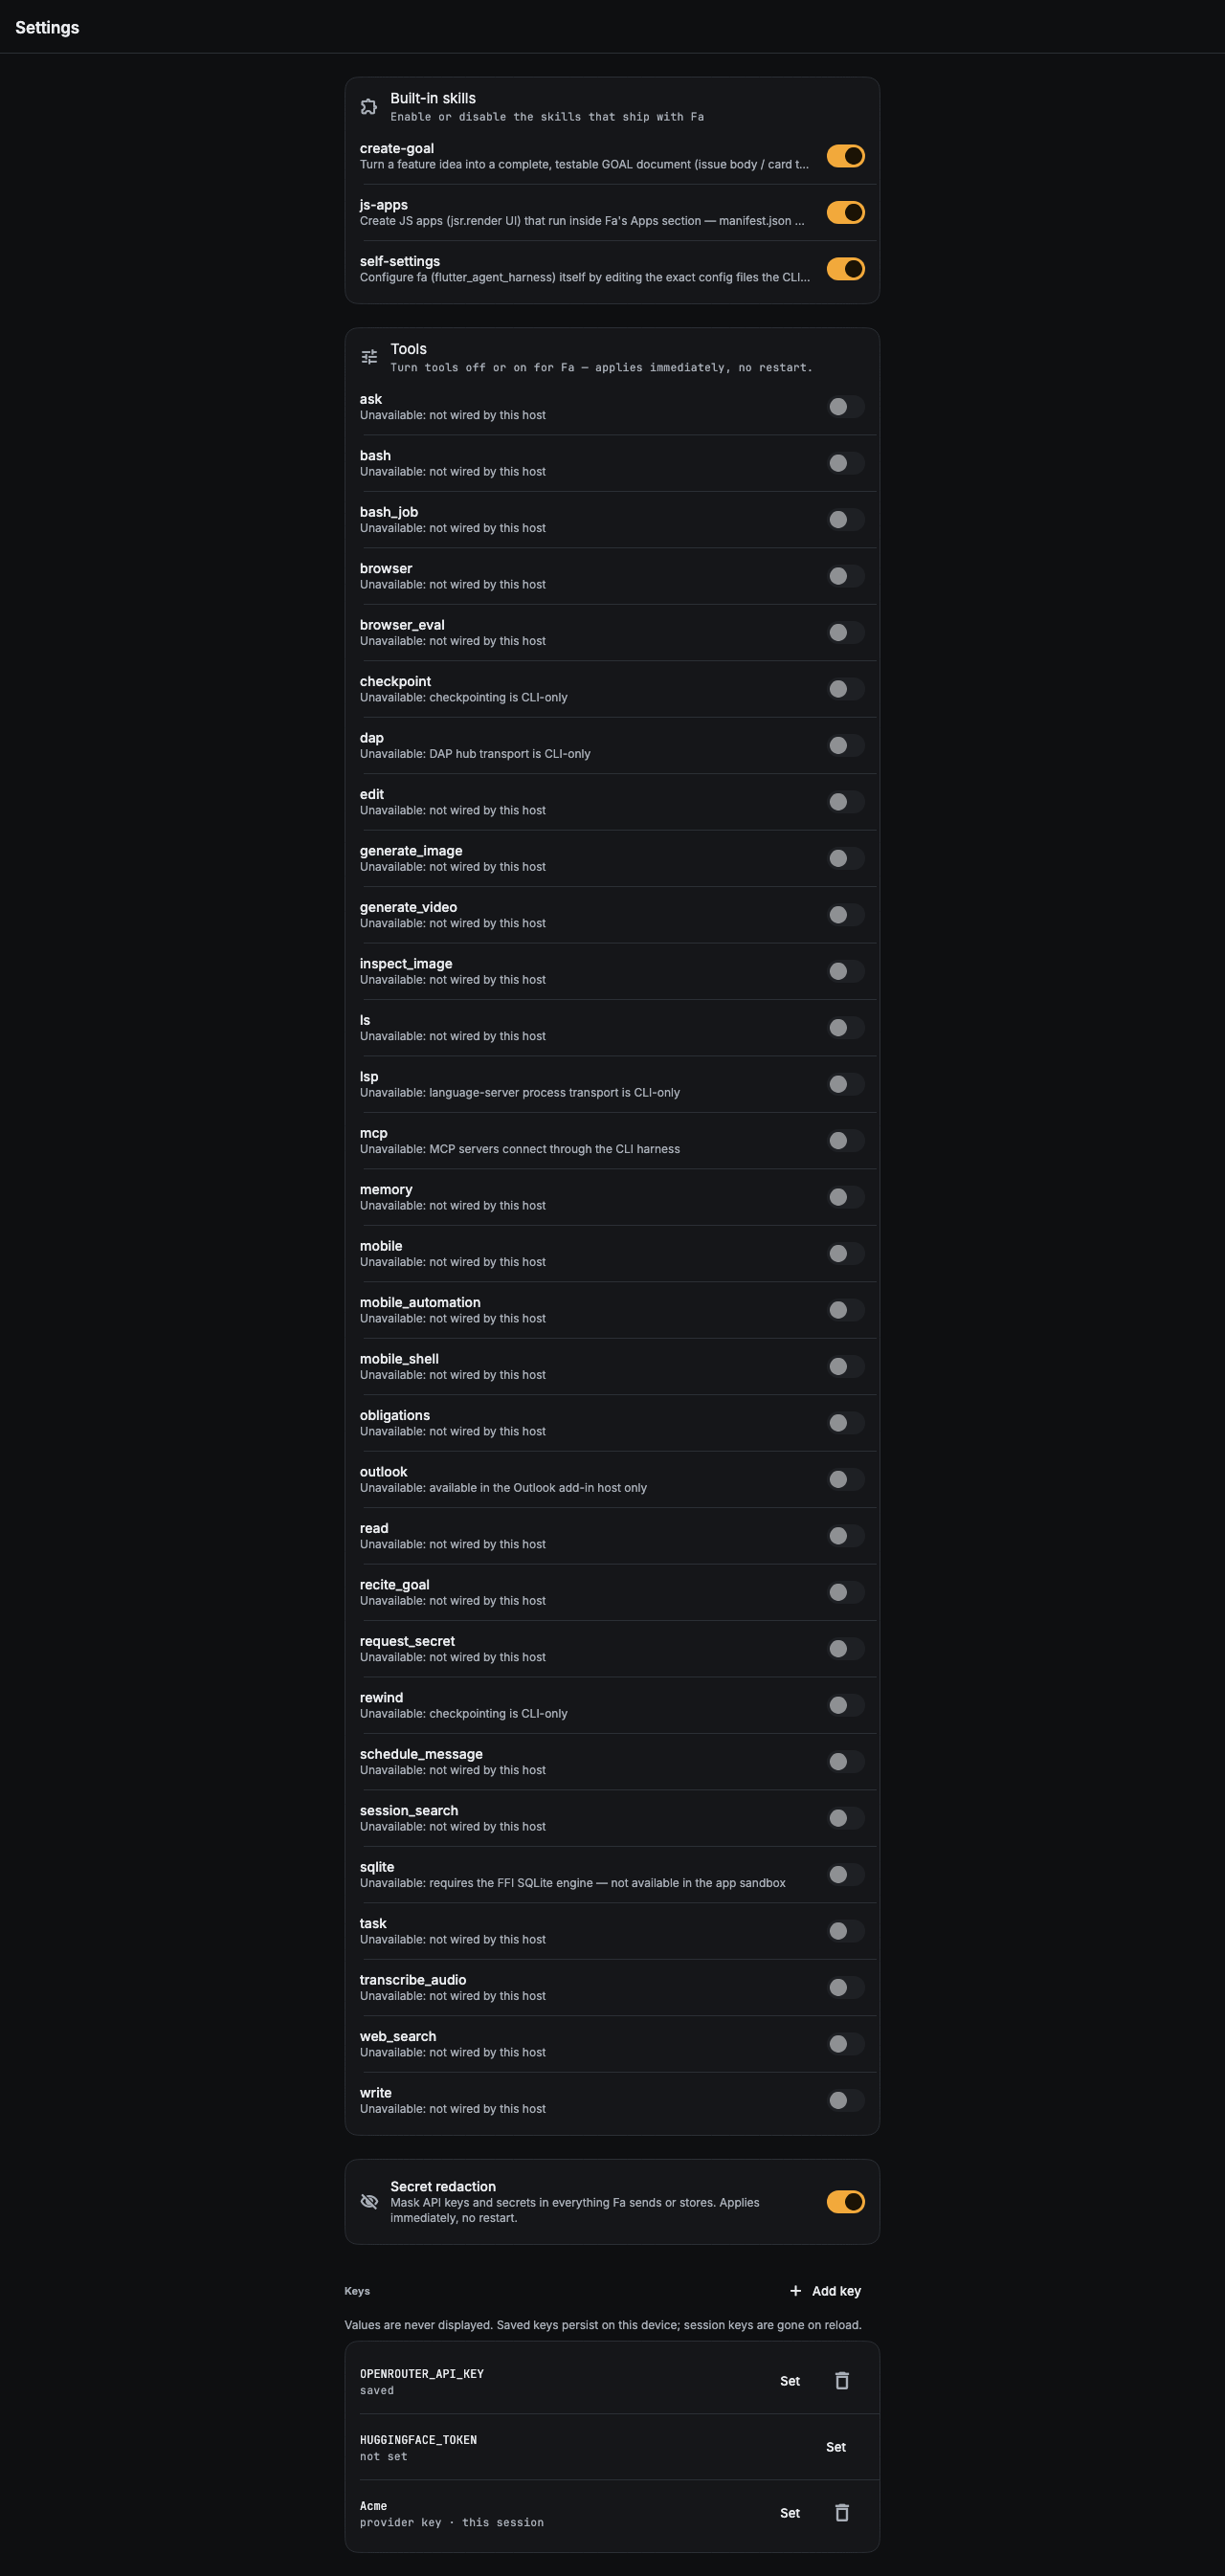 Settings
Built-in skills
Enable or disable the skills that ship with Fa
create-goal
Turn a feature idea into a complete, testable GOAL document (issue body / card t...
js-apps
Create JS apps (jsr.render UI) that run inside Fa's Apps section — manifest.json ...
self-settings
Configure fa (flutter_agent_harness) itself by editing the exact config files the CLI...
Tools
Turn tools off or on for Fa — applies immediately, no restart.
ask
Unavailable: not wired by this host
bash
Unavailable: not wired by this host
bash_job
Unavailable: not wired by this host
browser
Unavailable: not wired by this host
browser_eval
Unavailable: not wired by this host
checkpoint
Unavailable: checkpointing is CLI-only
dap
Unavailable: DAP hub transport is CLI-only
edit
Unavailable: not wired by this host
generate_image
Unavailable: not wired by this host
generate_video
Unavailable: not wired by this host
inspect_image
Unavailable: not wired by this host
ls
Unavailable: not wired by this host
lsp
Unavailable: language-server process transport is CLI-only
mcp
Unavailable: MCP servers connect through the CLI harness
memory
Unavailable: not wired by this host
mobile
Unavailable: not wired by this host
mobile_automation
Unavailable: not wired by this host
mobile_shell
Unavailable: not wired by this host
obligations
Unavailable: not wired by this host
outlook
Unavailable: available in the Outlook add-in host only
read
Unavailable: not wired by this host
recite_goal
Unavailable: not wired by this host
request_secret
Unavailable: not wired by this host
rewind
Unavailable: checkpointing is CLI-only
schedule_message
Unavailable: not wired by this host
session_search
Unavailable: not wired by this host
sqlite
Unavailable: requires the FFI SQLite engine — not available in the app sandbox
task
Unavailable: not wired by this host
transcribe_audio
Unavailable: not wired by this host
web_search
Unavailable: not wired by this host
write
Unavailable: not wired by this host
Secret redaction
Mask API keys and secrets in everything Fa sends or stores. Applies
immediately, no restart.
Keys
+ Add key
Values are never displayed. Saved keys persist on this device; session keys are gone on reload.
OPENROUTER_API_KEY
saved
Set
HUGGINGFACE_TOKEN
not set
Set
Acme
provider key · this session
Set